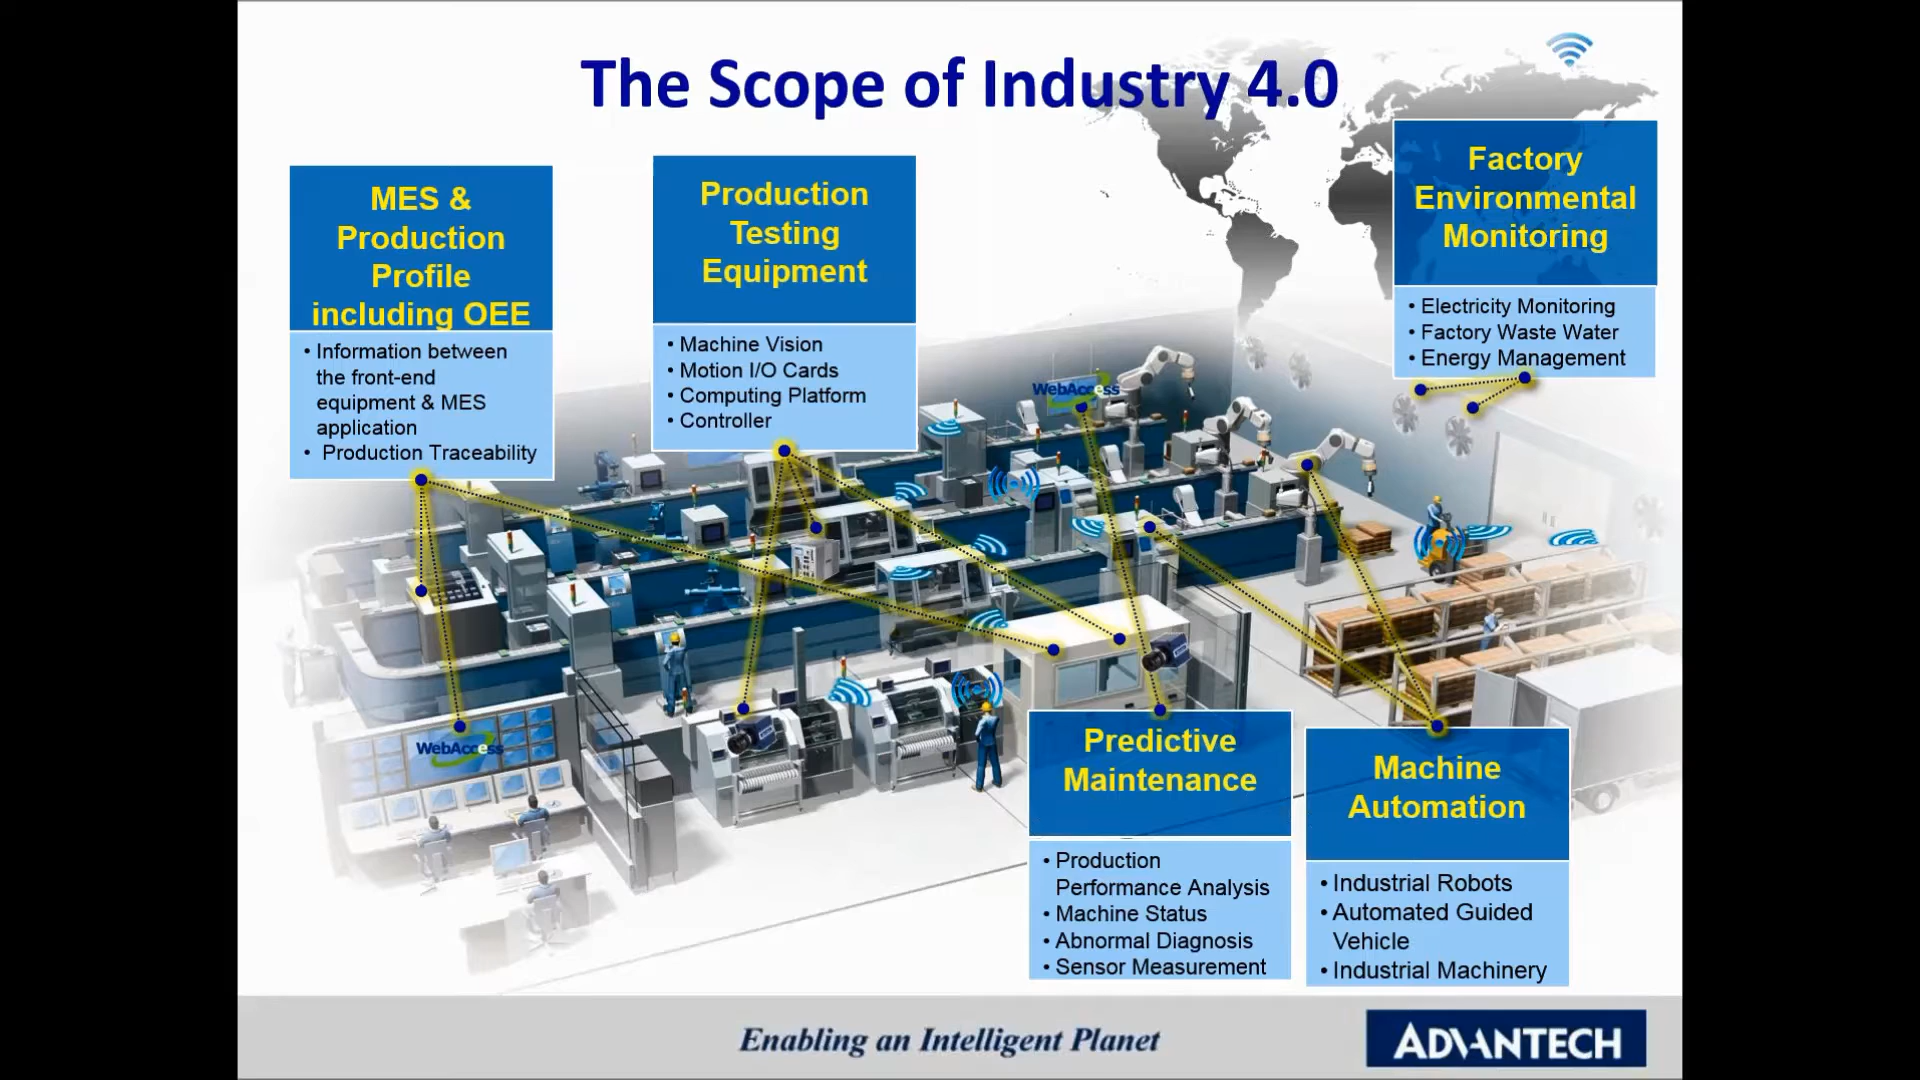 The Scope of Industry 4.0
MES &
Production
Profile
including OEE
• Information between
the front-end
equipment & MES
application
• Production Traceability
Production
Testing
Equipment
• Machine Vision
• Motion I/O Cards
• Computing Platform
• Controller
Factory
Environmental
Monitoring
• Electricity Monitoring
• Factory Waste Water
• Energy Management
WebAccess
WebAccess
Predictive
Maintenance
• Production
Performance Analysis
• Machine Status
• Abnormal Diagnosis
• Sensor Measurement
Machine
Automation
• Industrial Robots
• Automated Guided
Vehicle
• Industrial Machinery
Enabling an Intelligent Planet
ADVANTECH